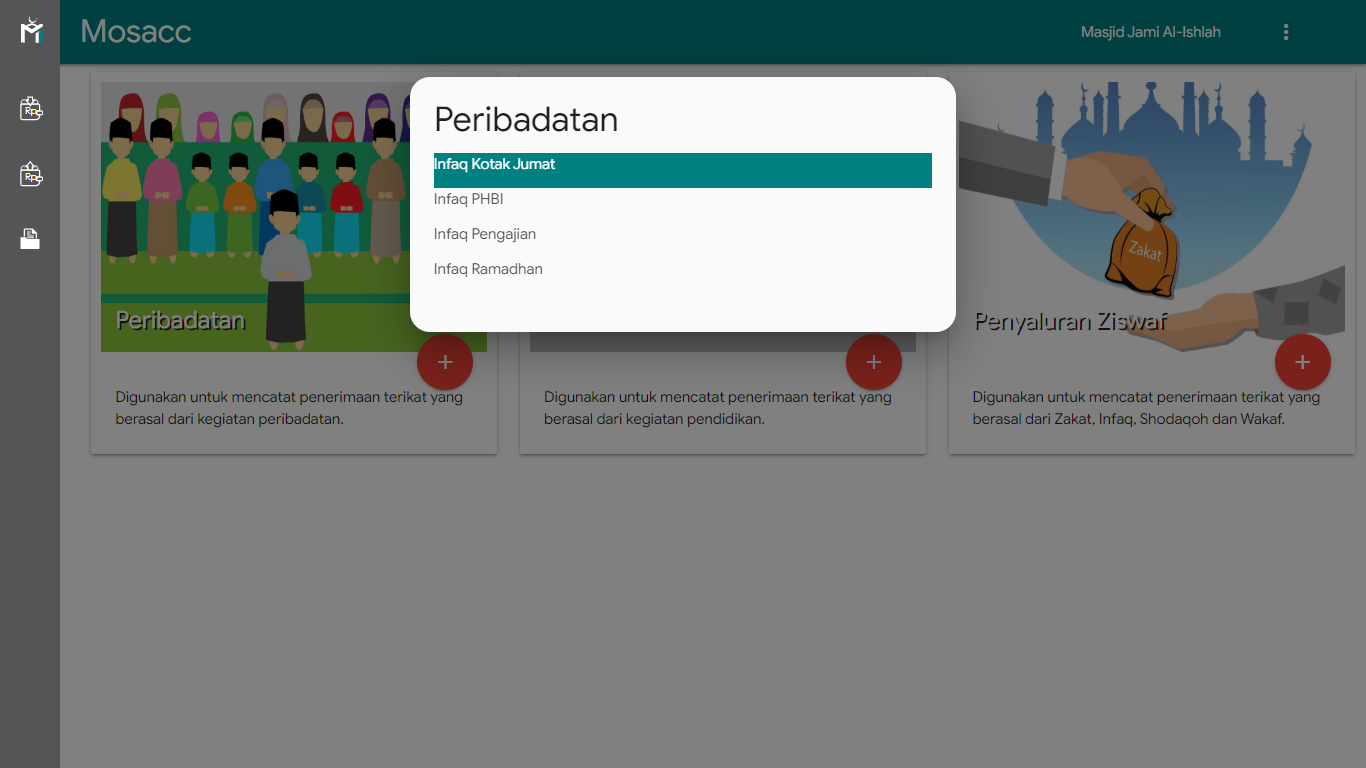 Mosacc
Masjid Jami Al-Ishlah
Peribadatan
Infaq Kotak Jumat
Infaq PHBI
Infaq Pengajian
Infaq Ramadhan
Peribadatan
Digunakan untuk mencatat penerimaan terikat yang
berasal dari kegiatan peribadatan.
Digunakan untuk mencatat penerimaan terikat yang
berasal dari kegiatan pendidikan.
Zakat
Penyaluran Ziswaf
Digunakan untuk mencatat penerimaan terikat yang
berasal dari Zakat, Infaq, Shodaqoh dan Wakaf.
Rp
Rp